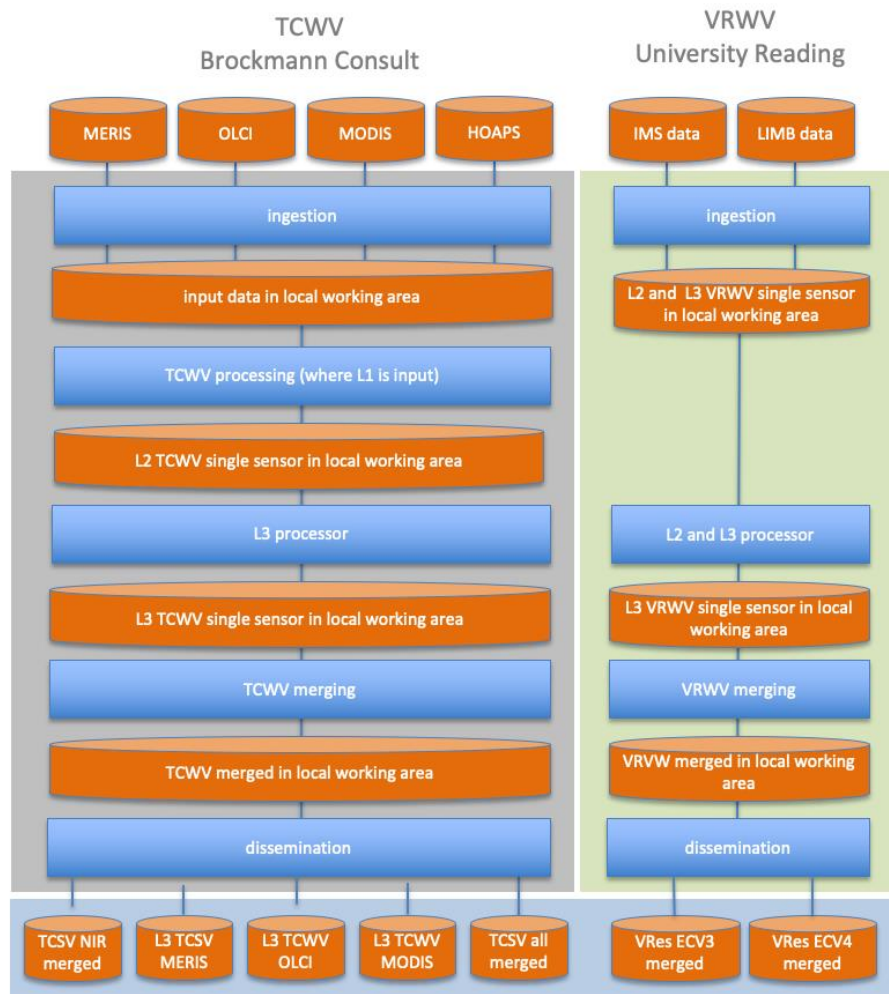 TCWV
Brockmann Consult
VRWV
University Reading
MERIS
OLCI
MODIS
HOAPS
IMS data
LIMB data
ingestion
ingestion
input data in local working area
L2 and L3 VRWV single sensor
in local working area
TCWV processing (where L1 is input)
L2 TCWV single sensor in local working area
L3 processor
L2 and L3 processor
L3 TCWV single sensor in local working area
L3 VRWV single sensor in local
working area
TCWV merging
VRWV merging
TCWV merged in local working area
VRVW merged in local working
area
dissemination
dissemination
TCSV NIR
merged
L3 TCSV
MERIS
L3 TCWV
OLCI
L3 TCWV
MODIS
TCSV all
merged
VRes ECV3
merged
VRes ECV4
merged